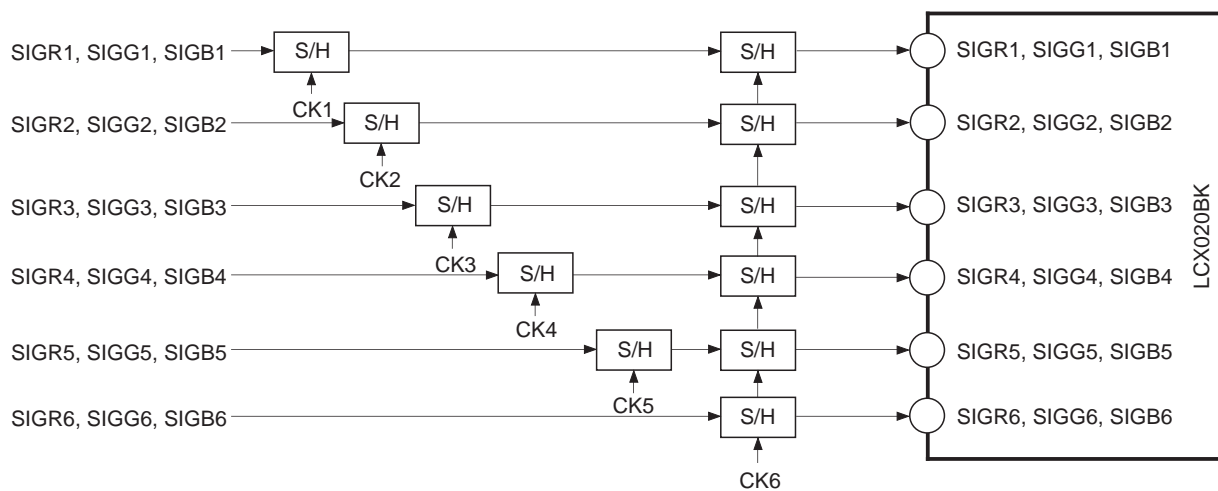 SIGR1, SIGG1, SIGB1 S/H S/H SIGR1, SIGG1, SIGB1
CK1
SIGR2, SIGG2, SIGB2 S/H S/H SIGR2, SIGG2, SIGB2
CK2
SIGR3, SIGG3, SIGB3 S/H S/H SIGR3, SIGG3, SIGB3
CK3
SIGR4, SIGG4, SIGB4 S/H S/H SIGR4, SIGG4, SIGB4
CK4
SIGR5, SIGG5, SIGB5 S/H S/H SIGR5, SIGG5, SIGB5
CK5
SIGR6, SIGG6, SIGB6 S/H SIGR6, SIGG6, SIGB6
CK6
LCX020BK